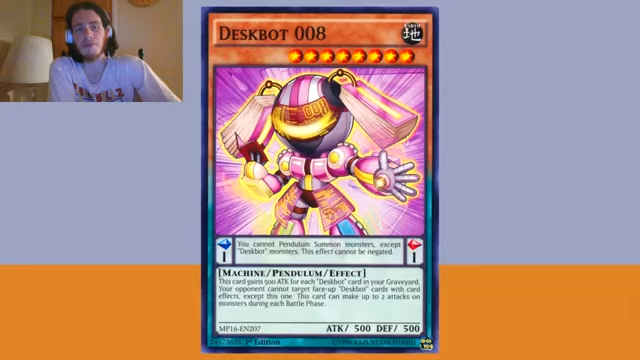 DESKBOT 008
EARTH
地
008
You cannot Pendulum Summon monsters, except
"Deskbot" monsters. This effect cannot be negated.
1
1
[MACHINE/PENDULUM/EFFECT]
This card gains 500 ATK for each "Deskbot" card in your Graveyard.
Your opponent cannot target face-up "Deskbot" cards with card
effects, except this one. This card can make up to 2 attacks on
monsters during each Battle Phase.
MP16-EN207
ATK/ 500 DEF/ 500
1st Edition
©1996 KAZUKI TAKAHASHI